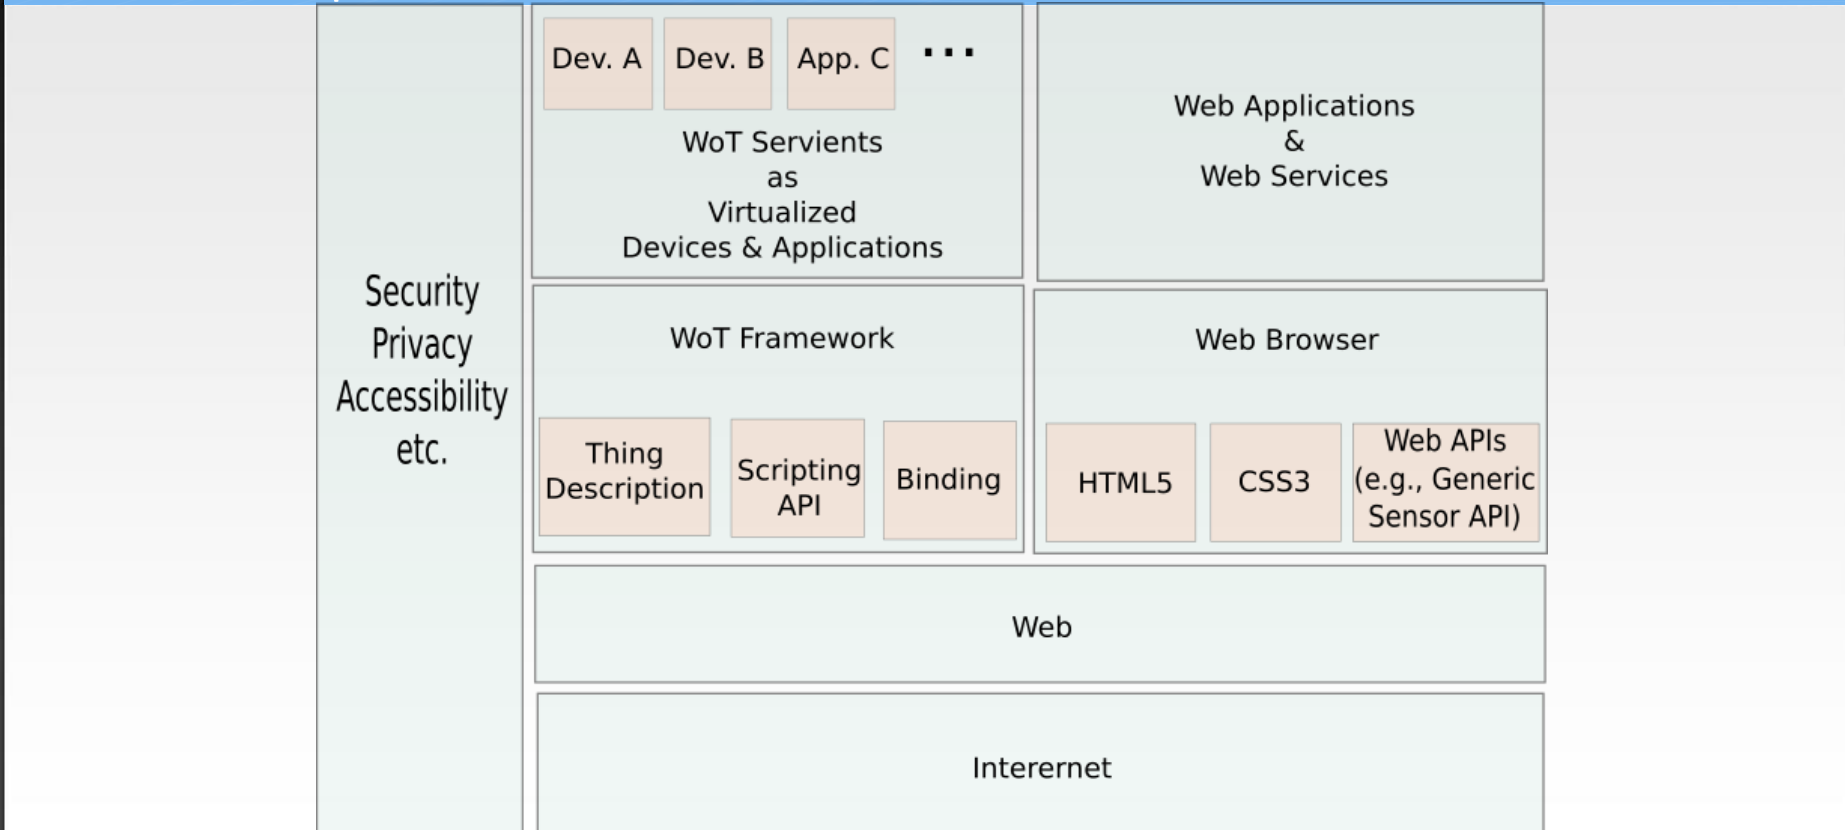 Security
Privacy
Accessibility
etc.
Dev. A
Dev. B
App. C
...
WoT Servients
as
Virtualized
Devices & Applications
Web Applications
&
Web Services
WoT Framework
Thing
Description
Scripting
API
Binding
Web Browser
HTML5
CSS3
Web APIs
(e.g., Generic
Sensor API)
Web
Interernet